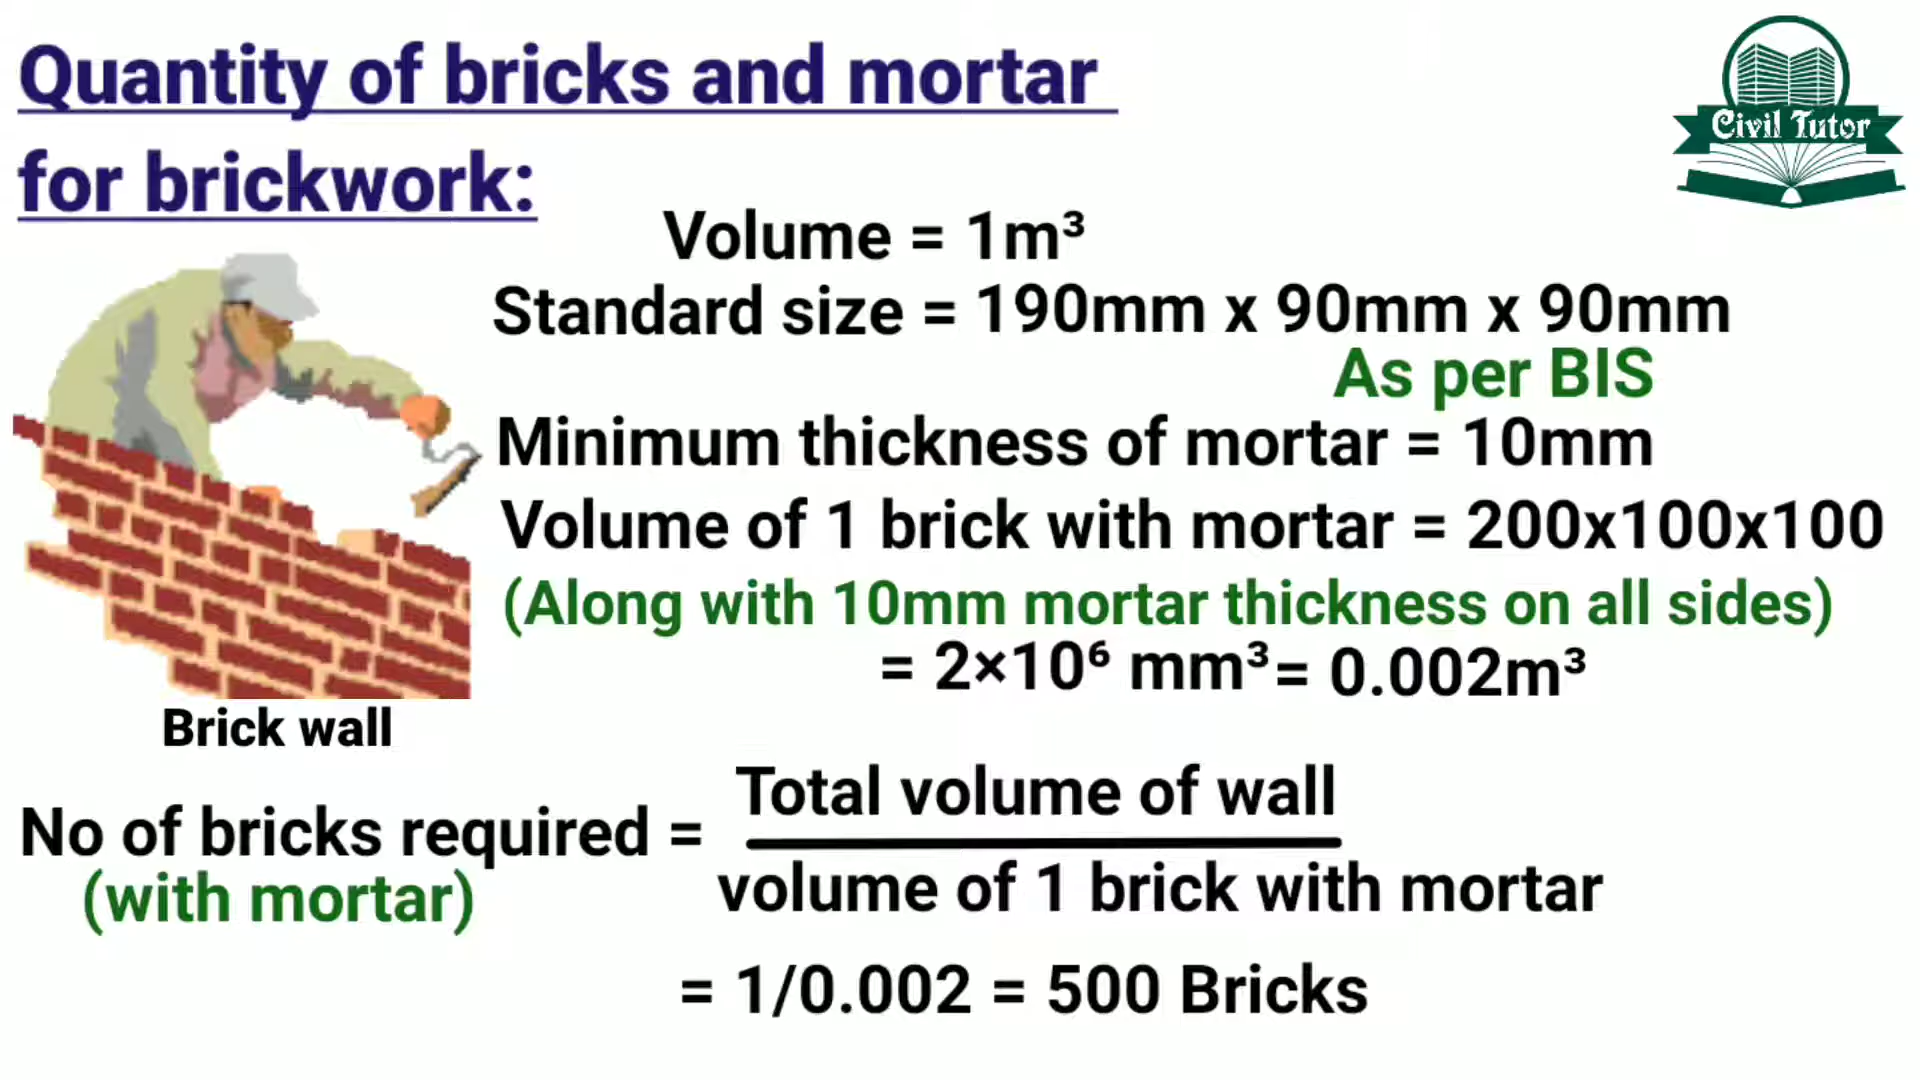 Quantity of bricks and mortar
for brickwork:
Civil Tutor
Volume = 1m³
Standard size = 190mm x 90mm x 90mm
As per BIS
Minimum thickness of mortar = 10mm
Volume of 1 brick with mortar = 200x100x100
(Along with 10mm mortar thickness on all sides)
= 2×10⁶ mm³ = 0.002m³
Brick wall
No of bricks required =
(with mortar)
Total volume of wall
volume of 1 brick with mortar
= 1/0.002 = 500 Bricks